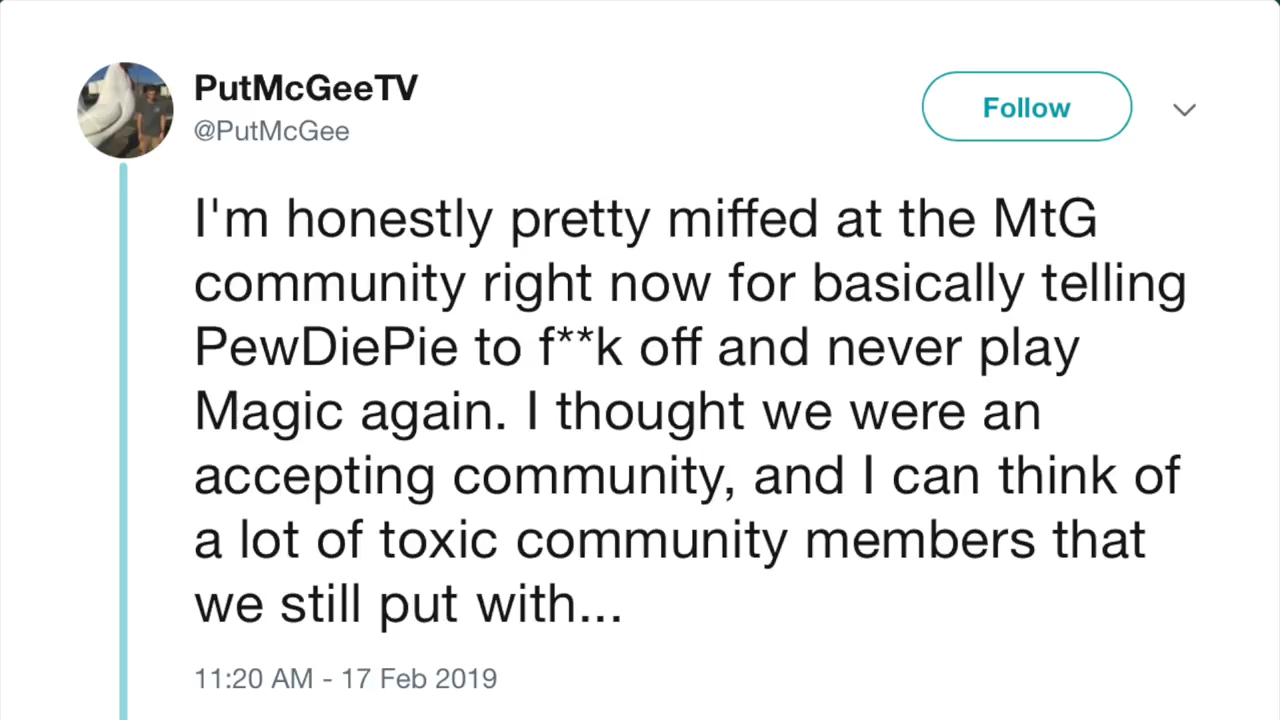 PutMcGeeTV
@PutMcGee
Follow
I'm honestly pretty miffed at the MtG
community right now for basically telling
PewDiePie to f**k off and never play
Magic again. I thought we were an
accepting community, and I can think of
a lot of toxic community members that
we still put with...
11:20 AM - 17 Feb 2019